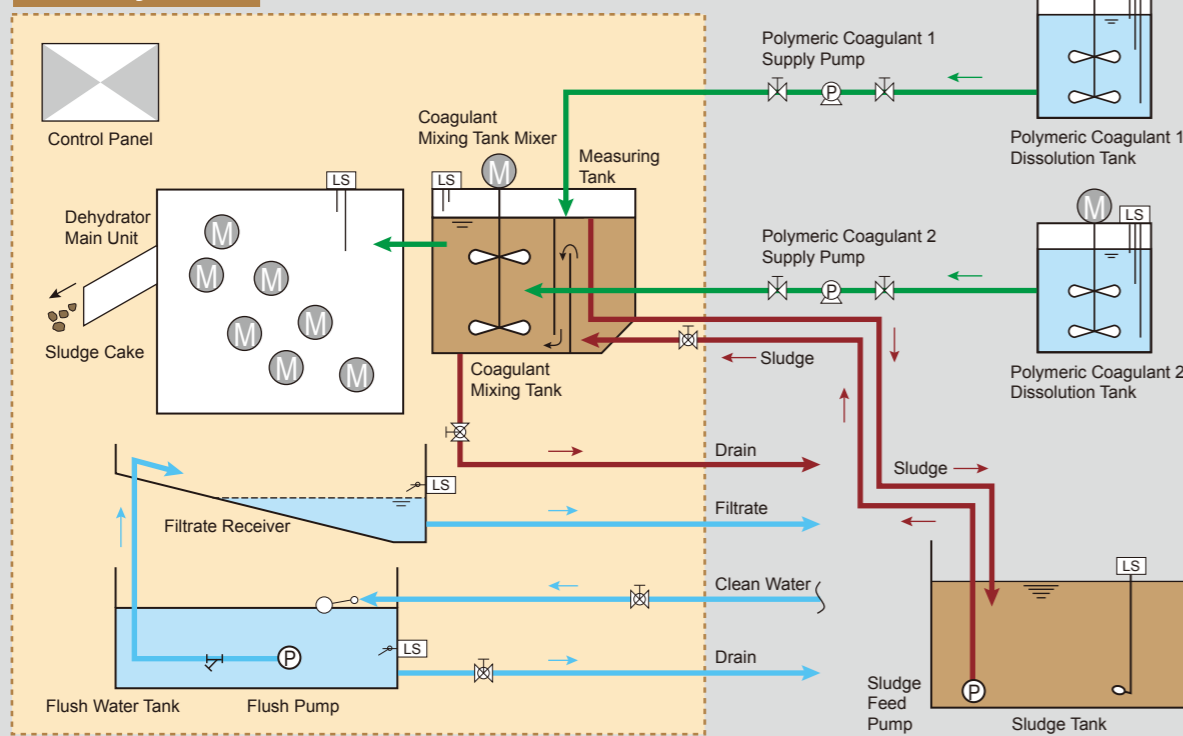 Control Panel
Coagulant
Mixing Tank Mixer
Measuring
Tank
Polymeric Coagulant 1
Supply Pump
P
Polymeric Coagulant 1
Dissolution Tank
LS
LS
M
Dehydrator
Main Unit
M
M
M
M
M
M
M
Sludge Cake
Coagulant
Mixing Tank
Polymeric Coagulant 2
Supply Pump
P
M
LS
Polymeric Coagulant 2
Dissolution Tank
Sludge
Drain
Sludge
LS
Filtrate
Filtrate Receiver
Clean Water
LS
P
Drain
Flush Water Tank
Flush Pump
LS
P
Sludge
Feed
Pump
Sludge Tank